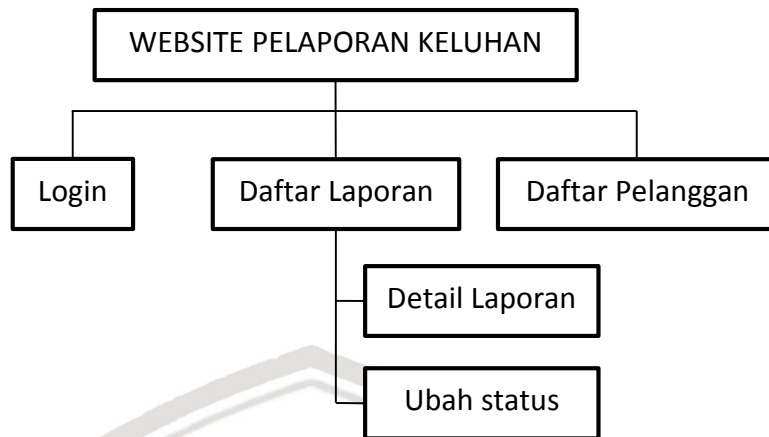 WEBSITE PELAPORAN KELUHAN
Login
Daftar Laporan
Daftar Pelanggan
Detail Laporan
Ubah status